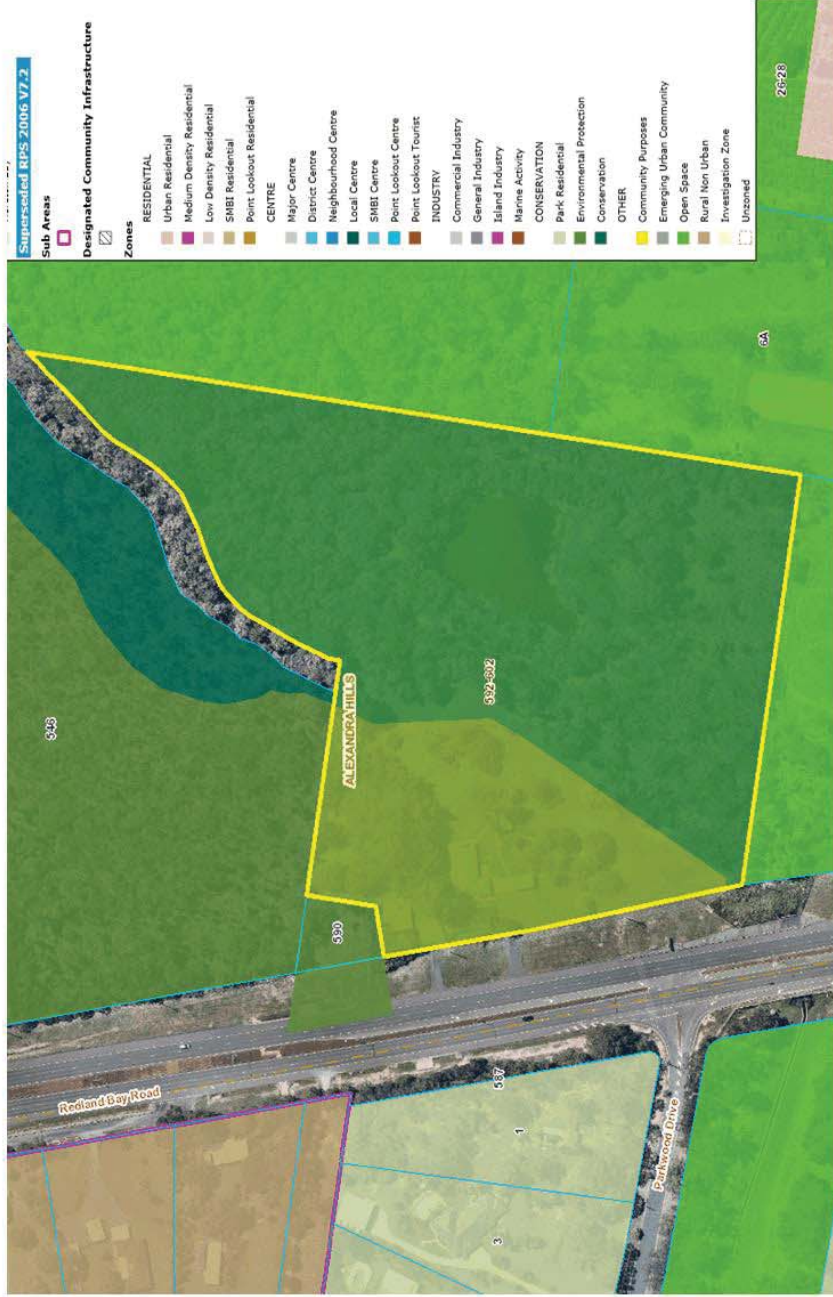 Superseded RPS 2006 V7.2
Sub Areas
Designated Community Infrastructure
Zones
RESIDENTIAL
Urban Residential
Medium Density Residential
Low Density Residential
SMBI Residential
Point Lookout Residential
CENTRE
Major Centre
District Centre
Neighbourhood Centre
Local Centre
SMBI Centre
Point Lookout Centre
Point Lookout Tourist
INDUSTRY
Commercial Industry
General Industry
Island Industry
Marine Activity
CONSERVATION
Park Residential
Environmental Protection
Conservation
OTHER
Community Purposes
Emerging Urban Community
Open Space
Rural Non Urban
Investigation Zone
Unzoned
546
590
ALEXANDRA HILLS
592-602
Redland Bay Road
587
1
3
Parkwood Drive
6A
26-28